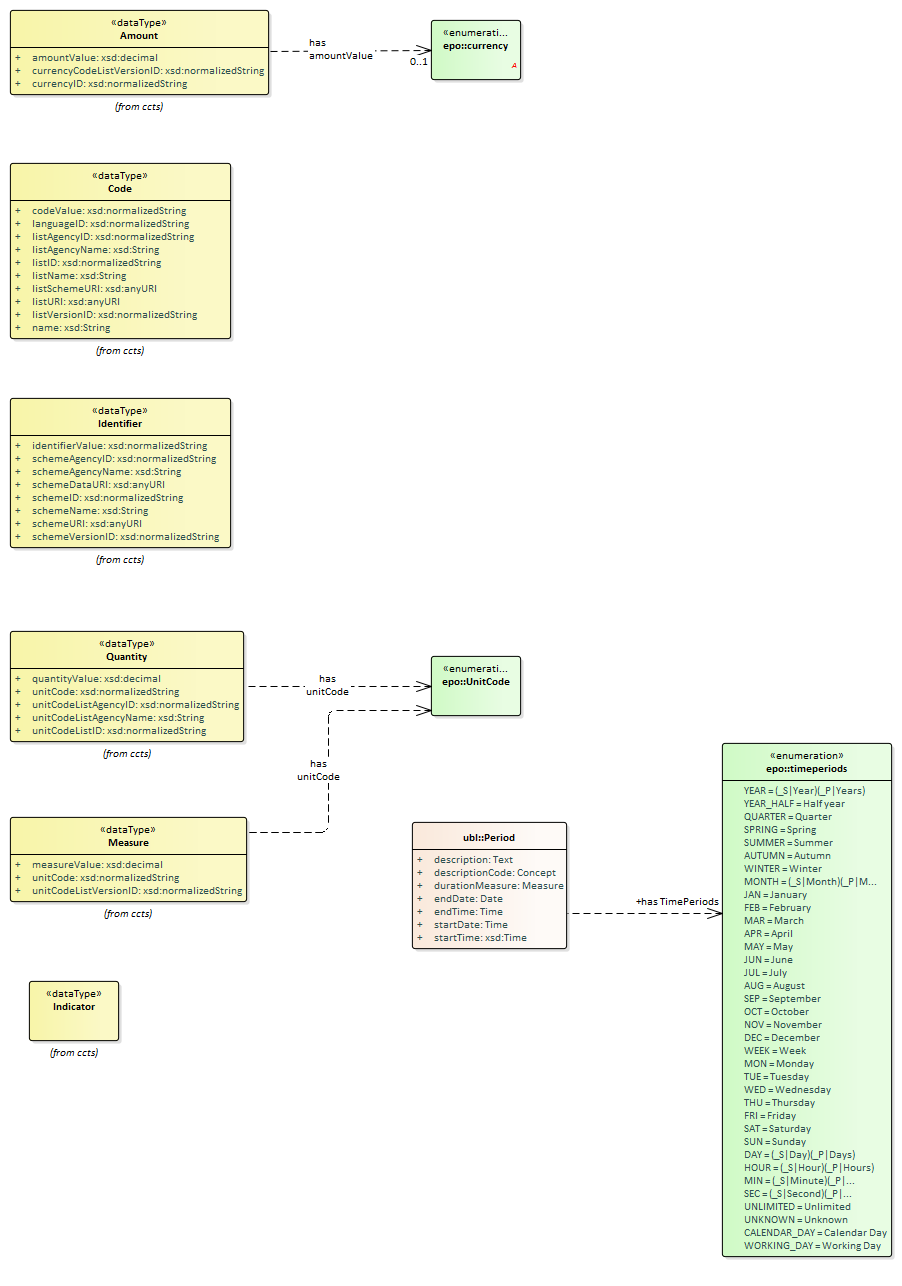 «dataType»
Amount
+ amountValue: xsd:decimal
+ currencyCodeListVersionID: xsd:normalizedString
+ currencyID: xsd:normalizedString
(from ccts)
has
amountValue
0..1
«enumerati...
epo::currency
A
«dataType»
Code
+ codeValue: xsd:normalizedString
+ languageID: xsd:normalizedString
+ listAgencyID: xsd:normalizedString
+ listAgencyName: xsd:String
+ listID: xsd:normalizedString
+ listName: xsd:String
+ listSchemeURI: xsd:anyURI
+ listURI: xsd:anyURI
+ listVersionID: xsd:normalizedString
+ name: xsd:String
(from ccts)
«dataType»
Identifier
+ identifierValue: xsd:normalizedString
+ schemeAgencyID: xsd:normalizedString
+ schemeAgencyName: xsd:String
+ schemeDataURI: xsd:anyURI
+ schemeID: xsd:normalizedString
+ schemeName: xsd:String
+ schemeURI: xsd:anyURI
+ schemeVersionID: xsd:normalizedString
(from ccts)
«dataType»
Quantity
+ quantityValue: xsd:decimal
+ unitCode: xsd:normalizedString
+ unitCodeListAgencyID: xsd:normalizedString
+ unitCodeListAgencyName: xsd:String
+ unitCodeListID: xsd:normalizedString
(from ccts)
has
unitCode
«enumerati...
epo::UnitCode
has
unitCode
«dataType»
Measure
+ measureValue: xsd:decimal
+ unitCode: xsd:normalizedString
+ unitCodeListVersionID: xsd:normalizedString
(from ccts)
«dataType»
Indicator
(from ccts)
ubl::Period
+ description: Text
+ descriptionCode: Concept
+ durationMeasure: Measure
+ endDate: Date
+ endTime: Time
+ startDate: Time
+ startTime: xsd:Time
+has TimePeriods
«enumeration»
epo::timeperiods
YEAR = (_S|Year)(_P|Years)
YEAR_HALF = Half year
QUARTER = Quarter
SPRING = Spring
SUMMER = Summer
AUTUMN = Autumn
WINTER = Winter
MONTH = (_S|Month)(_P|M...
JAN = January
FEB = February
MAR = March
APR = April
MAY = May
JUN = June
JUL = July
AUG = August
SEP = September
OCT = October
NOV = November
DEC = December
WEEK = Week
MON = Monday
TUE = Tuesday
WED = Wednesday
THU = Thursday
FRI = Friday
SAT = Saturday
SUN = Sunday
DAY = (_S|Day)(_P|Days)
HOUR = (_S|Hour)(_P|Hours)
MIN = (_S|Minute)(_P|...
SEC = (_S|Second)(_P|...
UNLIMITED = Unlimited
UNKNOWN = Unknown
CALENDAR_DAY = Calendar Day
WORKING_DAY = Working Day